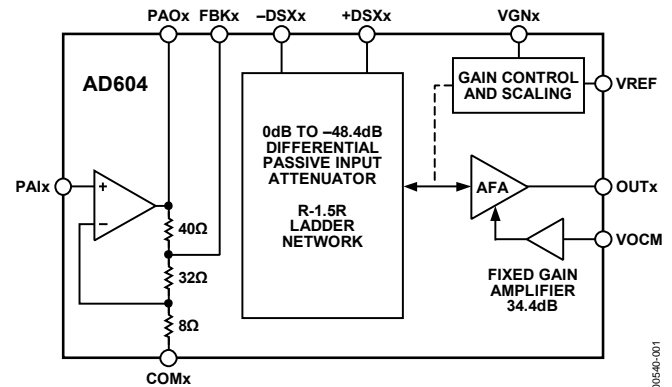 PAOx FBKx –DSXx +DSXx VGNx
AD604
GAIN CONTROL
AND SCALING
VREF
0dB TO –48.4dB
DIFFERENTIAL
PASSIVE INPUT
ATTENUATOR
R-1.5R
LADDER
NETWORK
PAIx
+
–
AFA
OUTx
VOCM
40Ω
32Ω
8Ω
FIXED GAIN
AMPLIFIER
34.4dB
COMx
00540-001